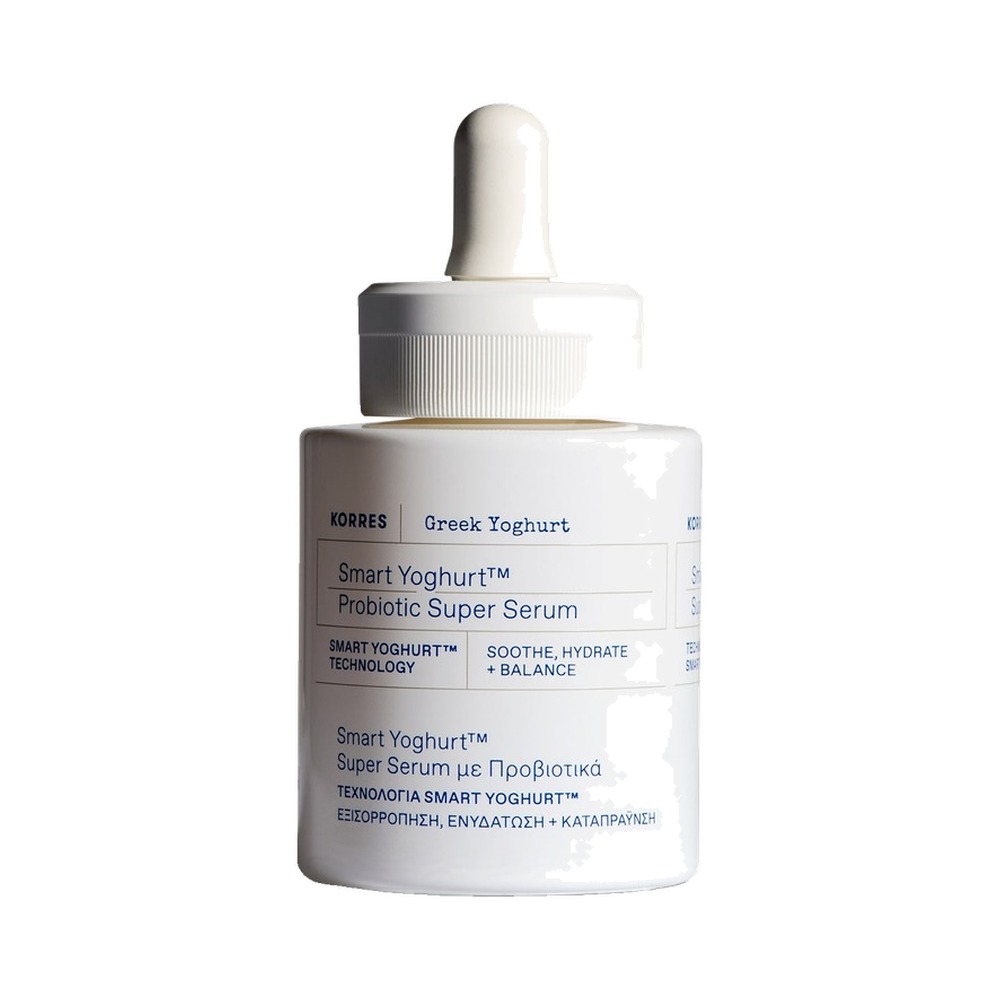 KORRES Greek Yoghurt
Smart Yoghurt™
Probiotic Super Serum
SMART YOGHURT™
TECHNOLOGY
SOOTHE, HYDRATE
+ BALANCE
Smart Yoghurt™
Super Serum με Προβιοτικά
ΤΕΧΝΟΛΟΓΙΑ SMART YOGHURT™
ΕΞΙΣΟΡΡΟΠΗΣΗ, ΕΝΥΔΑΤΩΣΗ + ΚΑΤΑΠΡΑΫΝΣΗ